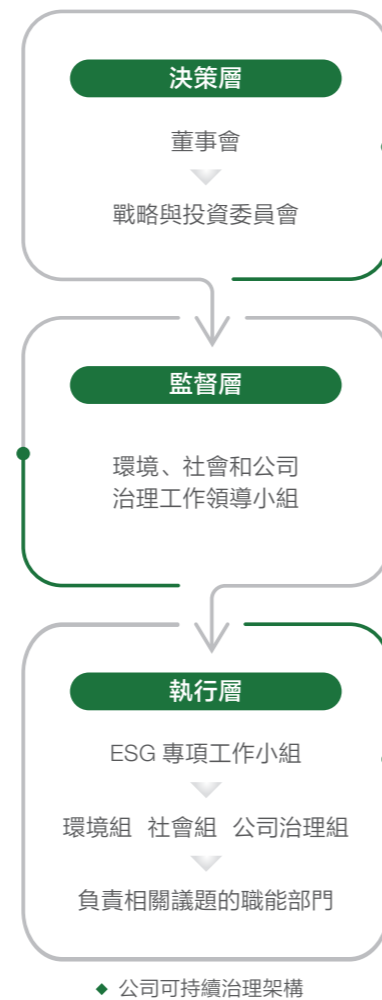 決策層
董事會
戰略與投資委員會
監督層
環境、社會和公司
治理工作領導小組
執行層
ESG 專項工作小組
環境組 社會組 公司治理組
負責相關議題的職能部門
◆ 公司可持續治理架構